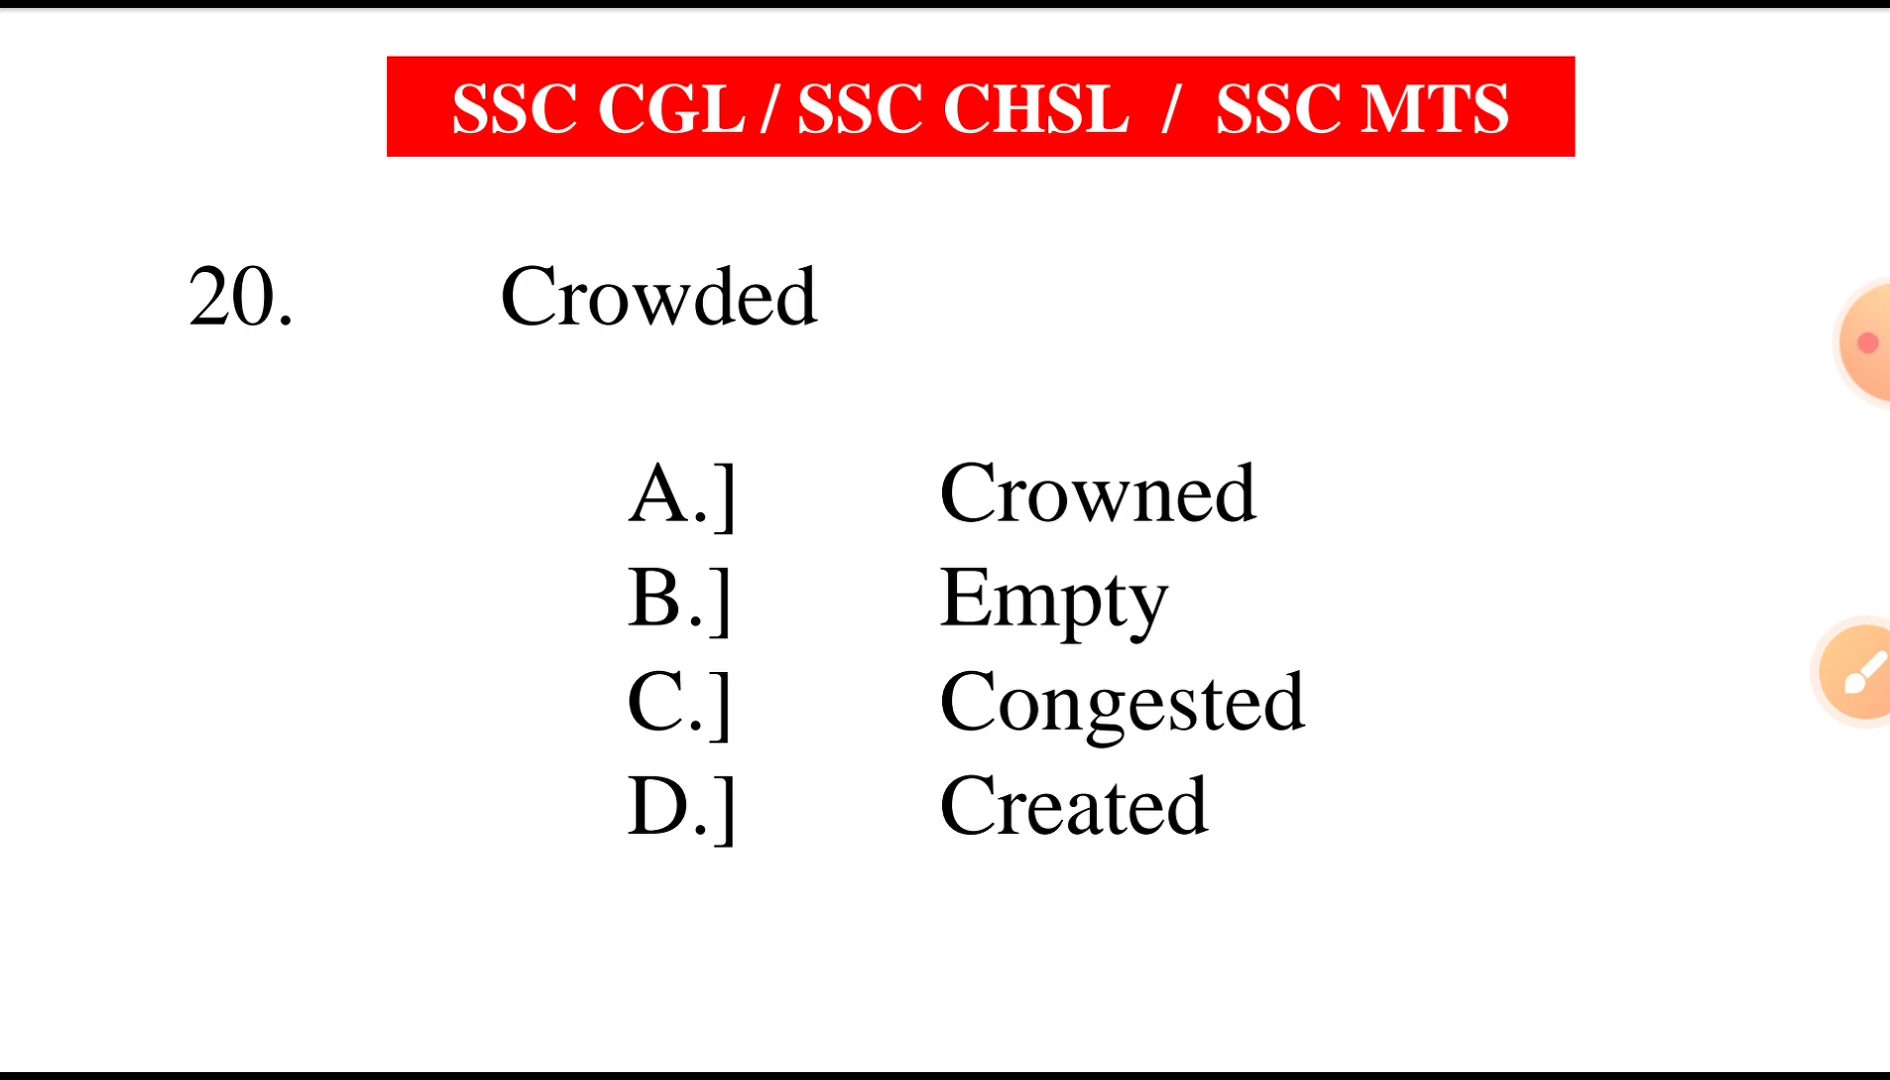 SSC CGL / SSC CHSL / SSC MTS
20. Crowded
A.] Crowned
B.] Empty
C.] Congested
D.] Created